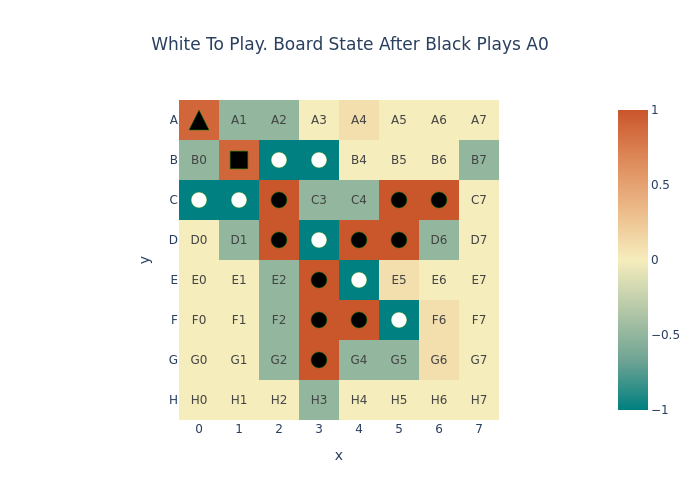 White To Play. Board State After Black Plays A0
A A1 A2 A3 A4 A5 A6 A7
B B0 B4 B5 B6 B7
C C3 C4 C7
D D0 D1 D6 D7
E E0 E1 E2 E5 E6 E7
F F0 F1 F2 F6 F7
G G0 G1 G2 G4 G5 G6 G7
H H0 H1 H2 H3 H4 H5 H6 H7
0 1 2 3 4 5 6 7
x
y
1
0.5
0
−0.5
−1